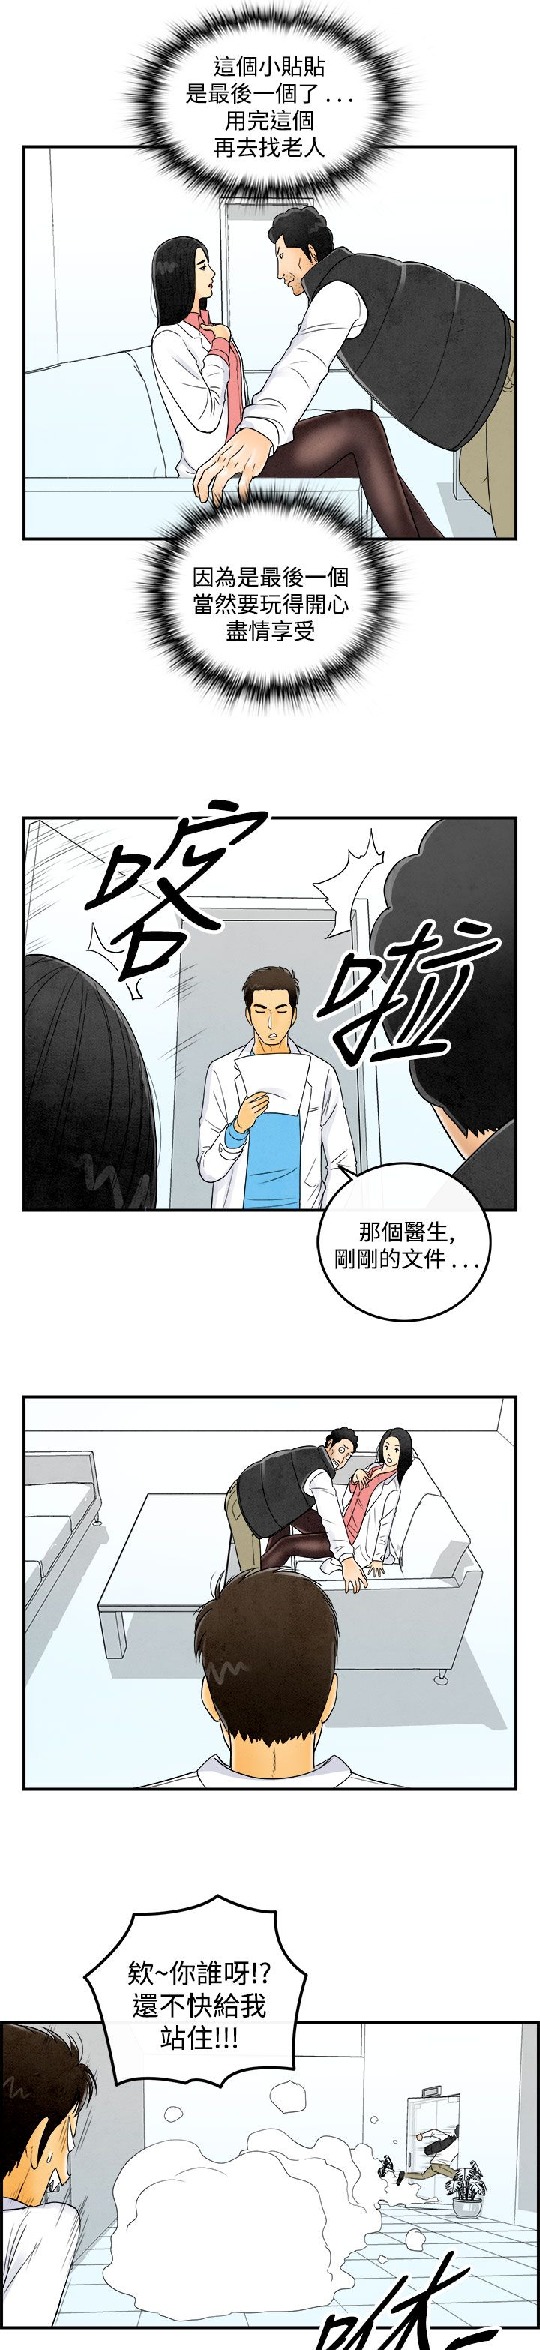 這個小貼貼
是最後一個了...
用完這個
再去找老人
因為是最後一個
當然要玩得開心
盡情享受
喀
啦
那個醫生,
剛剛的文件...
欸~你誰呀!?
還不快給我
站住!!!
咻~